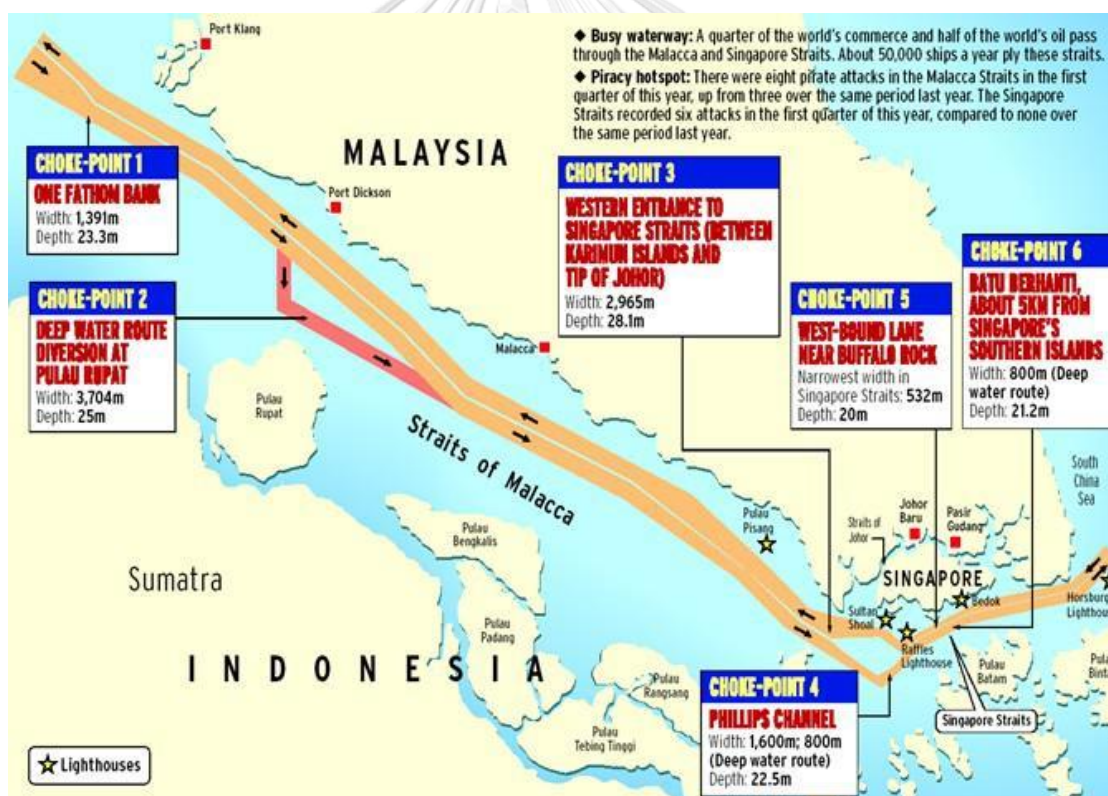 Port Klang
◆ Busy waterway: A quarter of the world's commerce and half of the world's oil pass
through the Malacca and Singapore Straits. About 50,000 ships a year ply these straits.
◆ Piracy hotspot: There were eight pirate attacks in the Malacca Straits in the first
quarter of this year, up from three over the same period last year. The Singapore
Straits recorded six attacks in the first quarter of this year, compared to none over
the same period last year.
MALAYSIA
CHOKE-POINT 1
ONE FATHOM BANK
Width: 1,391m
Depth: 23.3m
Port Dickson
CHOKE-POINT 2
DEEP WATER ROUTE
DIVERSION AT
PULAU RUPAT
Width: 3,704m
Depth: 25m
CHOKE-POINT 3
WESTERN ENTRANCE TO
SINGAPORE STRAITS (BETWEEN
KARIMUN ISLANDS AND
TIP OF JOHOR)
Width: 2,965m
Depth: 28.1m
CHOKE-POINT 5
WEST-BOUND LANE
NEAR BUFFALO ROCK
Narrowest width in
Singapore Straits: 532m
Depth: 20m
CHOKE-POINT 6
BATU BERHANTI,
ABOUT 5KM FROM
SINGAPORE'S
SOUTHERN ISLANDS
Width: 800m (Deep
water route)
Depth: 21.2m
Malacca
Pulau
Rupat
Straits of Malacca
South
China
Sea
Pulau
Pisang
Straits of
Johor
Johor
Baru
Pasir
Gudang
Pulau
Bengkalis
Sumatra
SINGAPORE
Bedok
Horsburg
Lighthou
Sultan
Shoal
Raffles
Lighthouse
Pulau
Padang
INDONESIA
Pulau
Rangsang
Pulau
Batam
Pula
Binta
CHOKE-POINT 4
PHILLIPS CHANNEL
Width: 1,600m; 800m
(Deep water route)
Depth: 22.5m
Singapore Straits
Pulau
Tebing Tinggi
Lighthouses